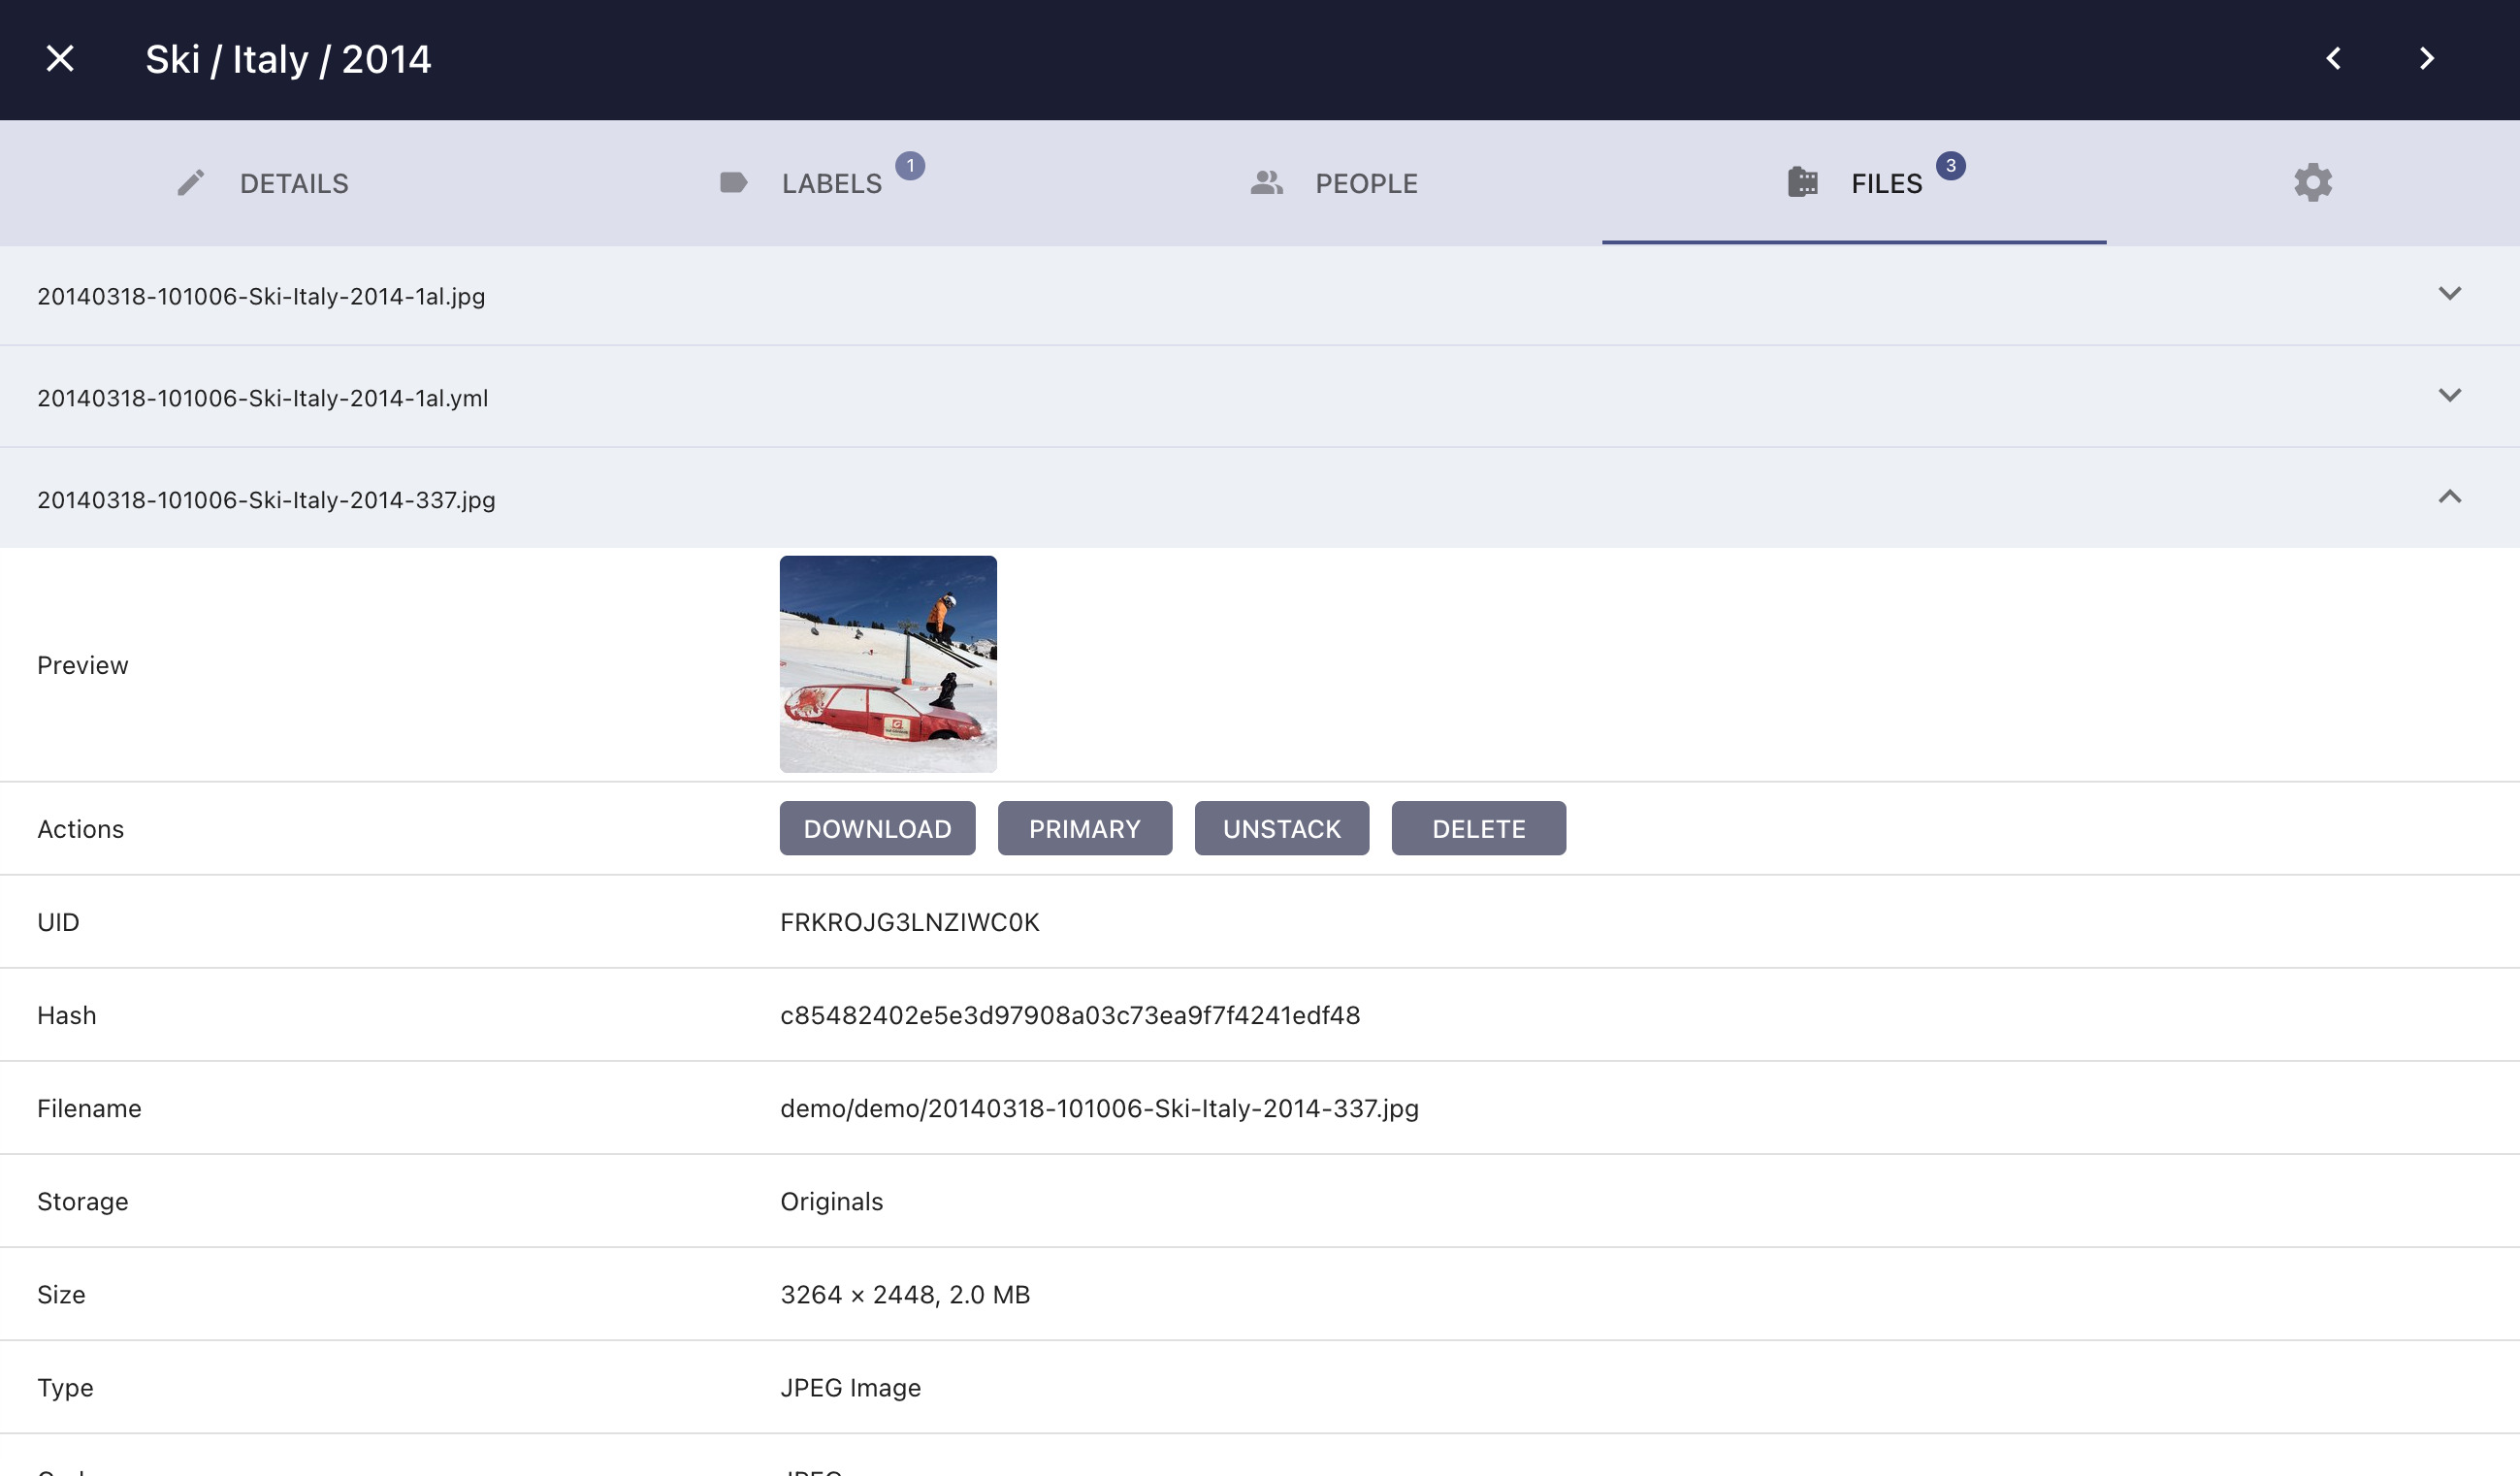 Ski / Italy / 2014
DETAILS
LABELS 1
PEOPLE
FILES 3
20140318-101006-Ski-Italy-2014-1al.jpg
20140318-101006-Ski-Italy-2014-1al.yml
20140318-101006-Ski-Italy-2014-337.jpg
Preview
Actions DOWNLOAD PRIMARY UNSTACK DELETE
UID FRKROJG3LNZIWC0K
Hash c85482402e5e3d97908a03c73ea9f7f4241edf48
Filename demo/demo/20140318-101006-Ski-Italy-2014-337.jpg
Storage Originals
Size 3264 × 2448, 2.0 MB
Type JPEG Image